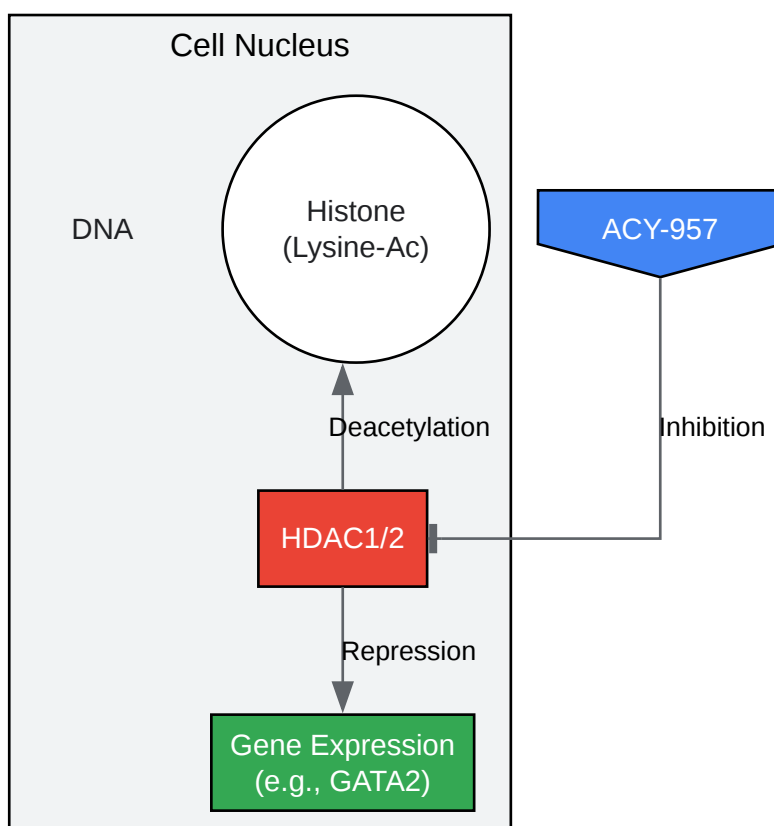 Cell Nucleus
DNA
Histone
(Lysine-Ac)
ACY-957
Deacetylation
Inhibition
HDAC1/2
Repression
Gene Expression
(e.g., GATA2)